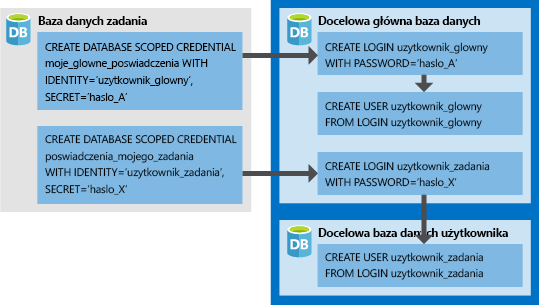 DB
Baza danych zadania
CREATE DATABASE SCOPED CREDENTIAL
moje_glowne_poswiadczenia WITH
IDENTITY='uzytkownik_glowny',
SECRET='haslo_A'
CREATE DATABASE SCOPED CREDENTIAL
poswiadczenia_mojego_zadania
WITH IDENTITY='uzytkownik_zadania',
SECRET='haslo_X'
DB
Docelowa główna baza danych
CREATE LOGIN uzytkownik_glowny
WITH PASSWORD='haslo_A'
CREATE USER uzytkownik_glowny
FROM LOGIN uzytkownik_glowny
CREATE LOGIN uzytkownik_zadania
WITH PASSWORD='haslo_X'
DB
Docelowa baza danych użytkownika
CREATE USER uzytkownik_zadania
FROM LOGIN uzytkownik_zadania